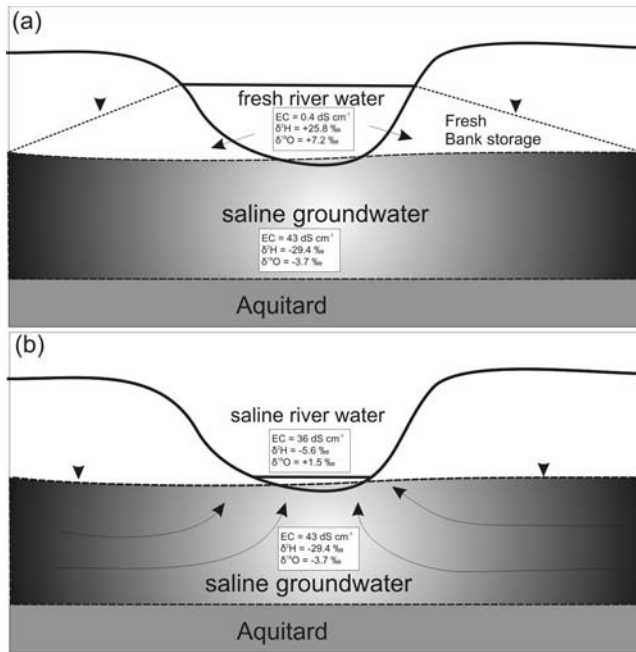 (a)
fresh river water
EC = 0.4 dS cm⁻¹
δ²H = +25.8 ‰
δ¹⁸O = +7.2 ‰
Fresh
Bank storage
saline groundwater
EC = 43 dS cm⁻¹
δ²H = -29.4 ‰
δ¹⁸O = -3.7 ‰
Aquitard
(b)
saline river water
EC = 36 dS cm⁻¹
δ²H = -5.6 ‰
δ¹⁸O = +1.5 ‰
EC = 43 dS cm⁻¹
δ²H = -29.4 ‰
δ¹⁸O = -3.7 ‰
saline groundwater
Aquitard